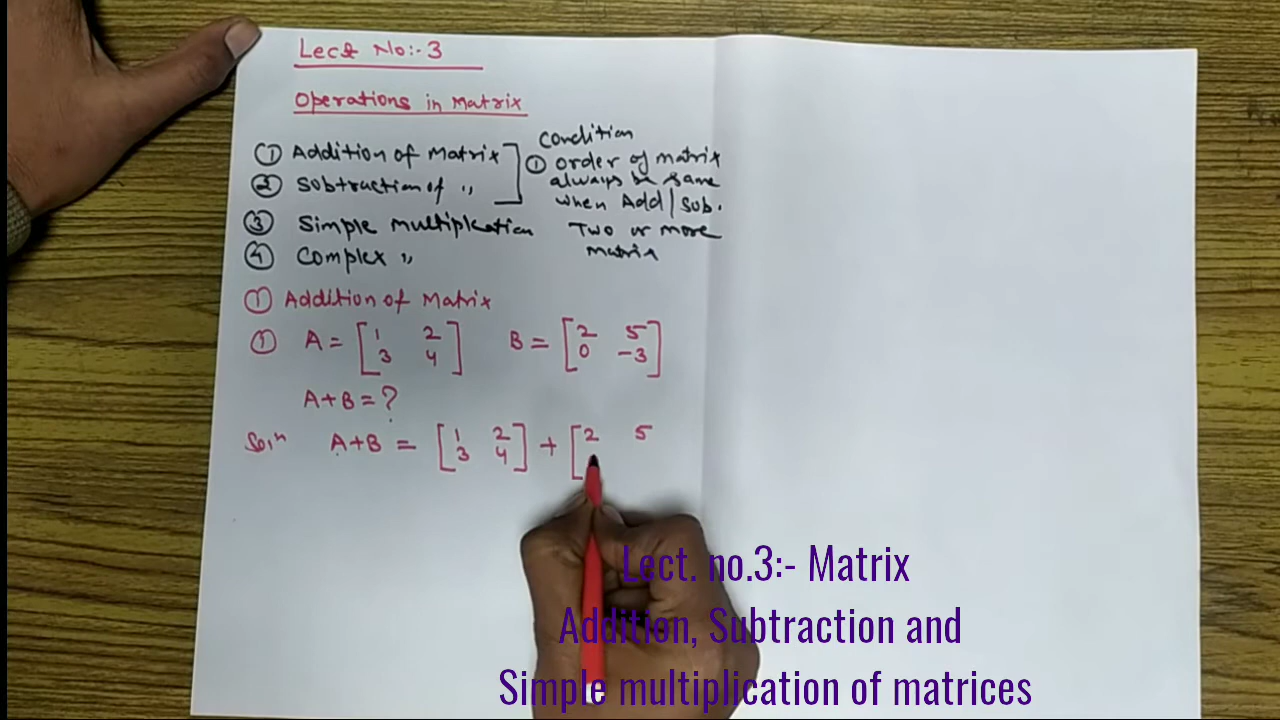 Lect No:- 3
Operations in Matrix
① Addition of Matrix
② Subtraction of ,,
③ Simple Multiplication
④ Complex ,,
Condition
① order of matrix
always be same
when Add | Sub.
Two or more
matrix
① Addition of Matrix
① A = [1 2
3 4] B = [2 5
0 -3]
A+B = ?
Soln A+B = [1 2
3 4] + [2 5
Lect. no.3:- Matrix
Addition, Subtraction and
Simple multiplication of matrices